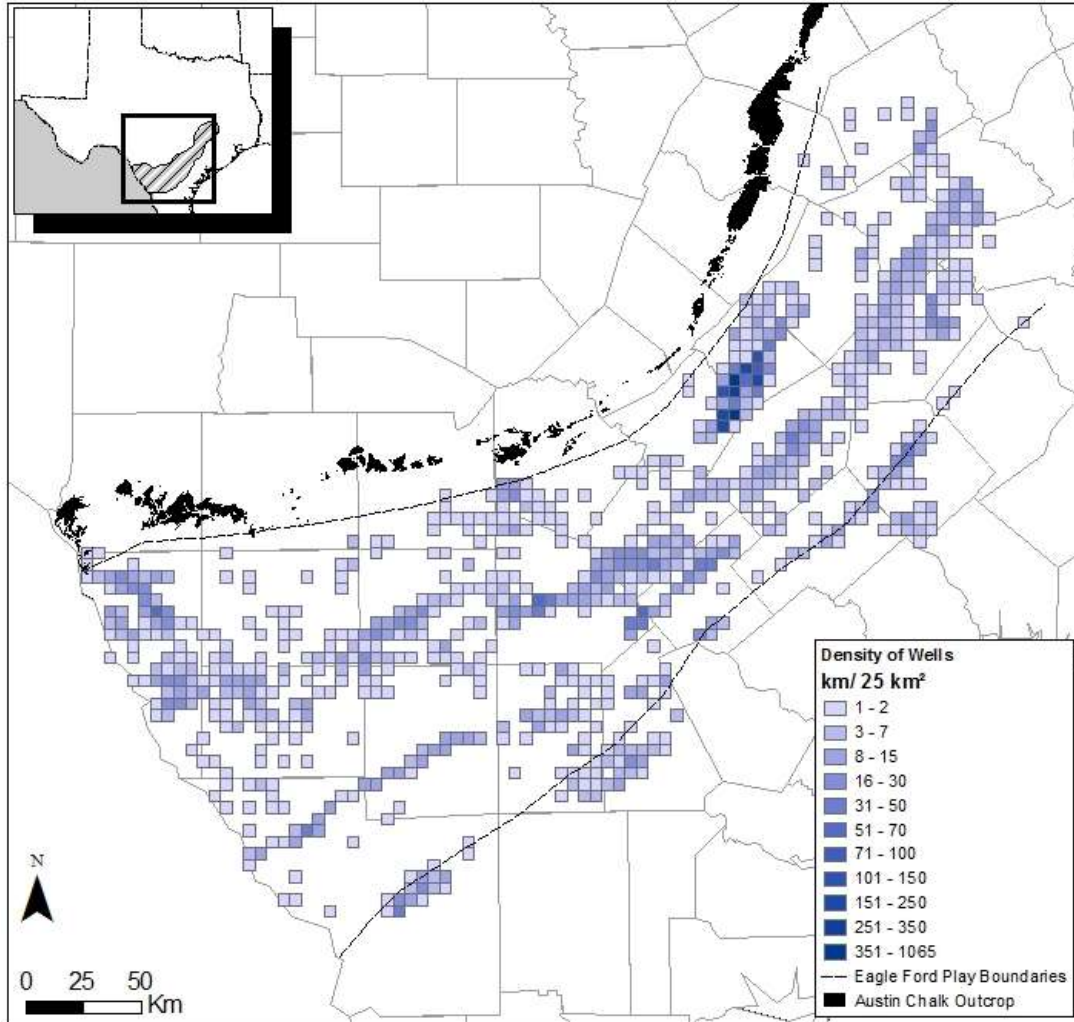 N
0 25 50
Km
Density of Wells
km/ 25 km²
1 - 2
3 - 7
8 - 15
16 - 30
31 - 50
51 - 70
71 - 100
101 - 150
151 - 250
251 - 350
351 - 1065
Eagle Ford Play Boundaries
Austin Chalk Outcrop